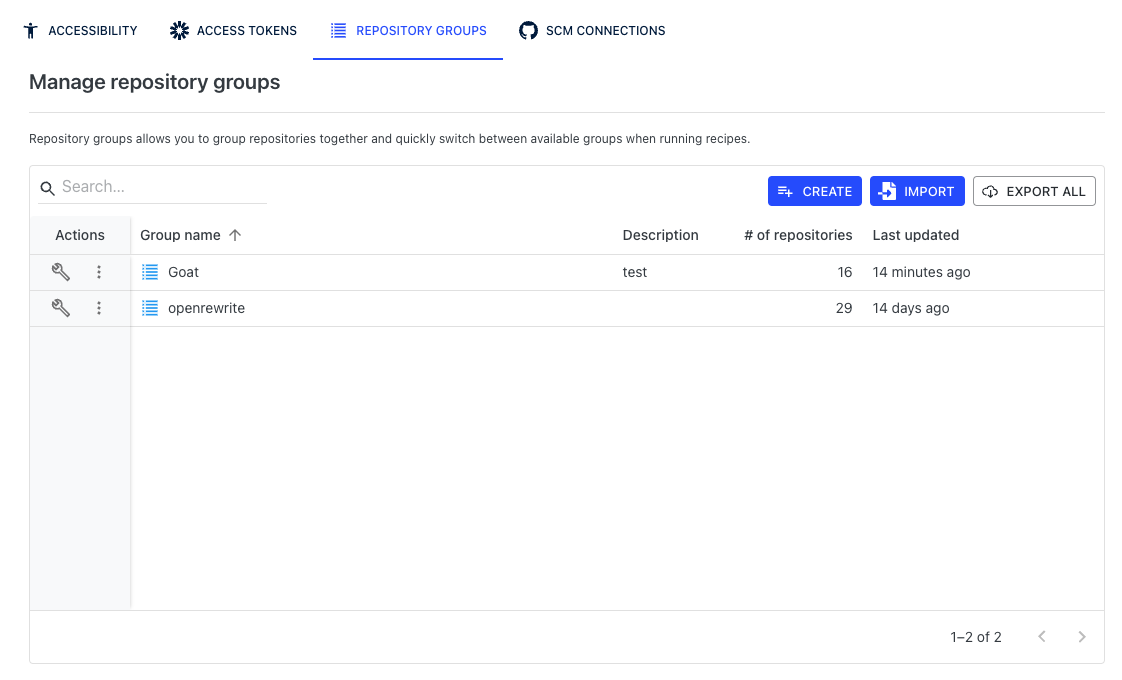 ACCESSIBILITY ACCESS TOKENS REPOSITORY GROUPS SCM CONNECTIONS
Manage repository groups
Repository groups allows you to group repositories together and quickly switch between available groups when running recipes.
Search... CREATE IMPORT EXPORT ALL
Actions Group name Description # of repositories Last updated
Goat test 16 14 minutes ago
openrewrite 29 14 days ago
1–2 of 2